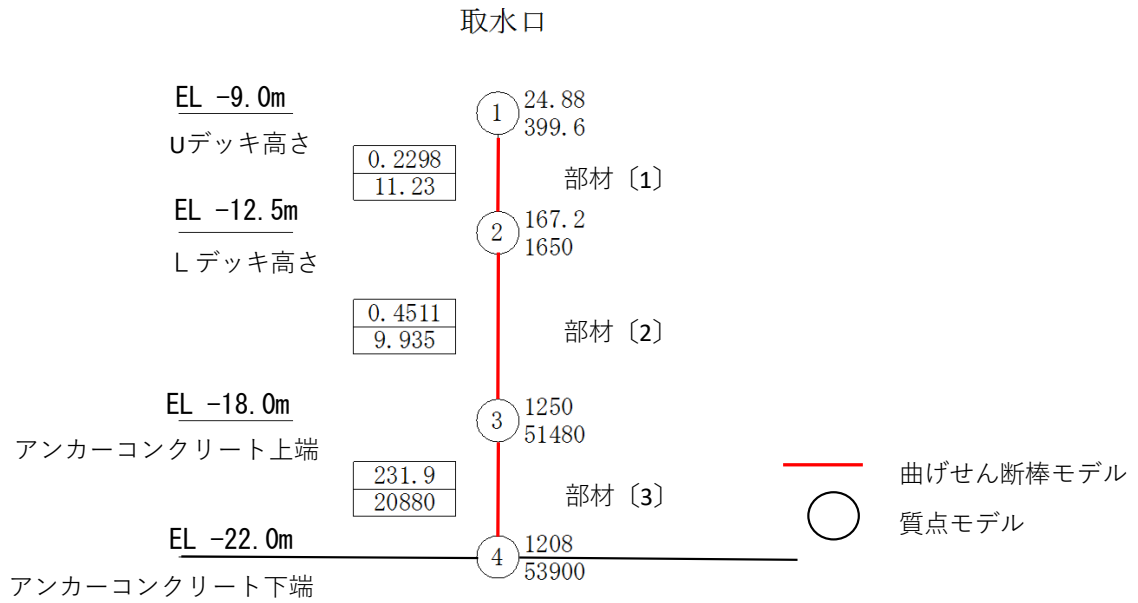 取水口
EL -9.0m
Uデッキ高さ
1
24.88
399.6
0.2298
11.23
部材〔1〕
EL -12.5m
Lデッキ高さ
2
167.2
1650
0.4511
9.935
部材〔2〕
EL -18.0m
アンカーコンクリート上端
3
1250
51480
231.9
20880
部材〔3〕
EL -22.0m
アンカーコンクリート下端
4
1208
53900
曲げせん断棒モデル
質点モデル